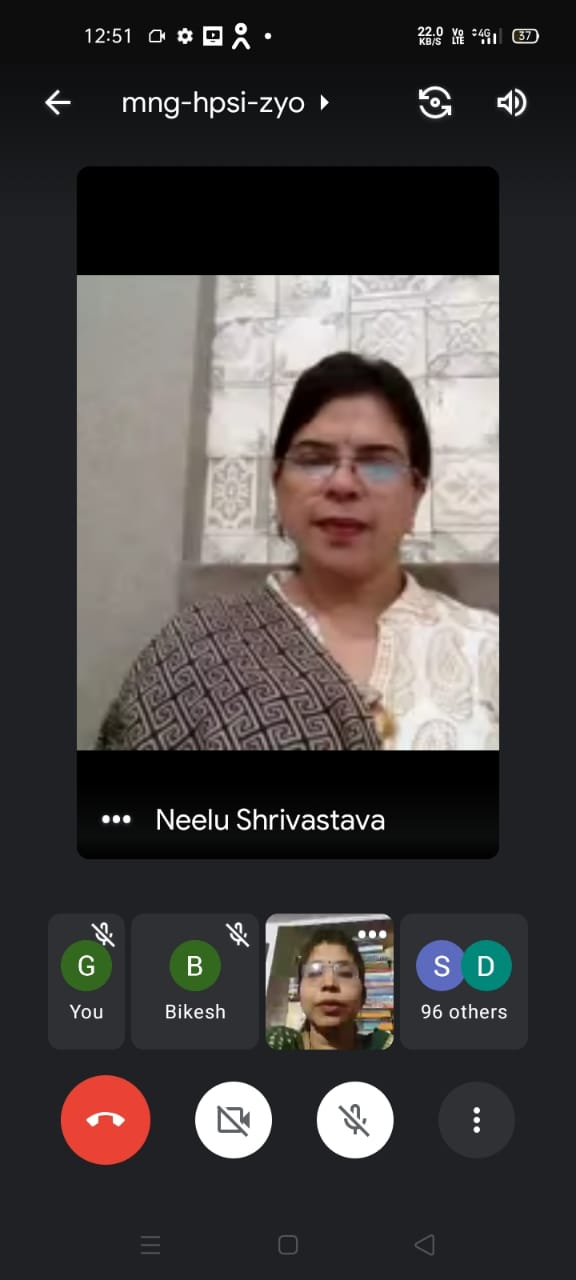 12:51 22.0 KB/S Vo LTE 4G 37
mng-hpsi-zyo
Neelu Shrivastava
G B S D
You Bikesh 96 others